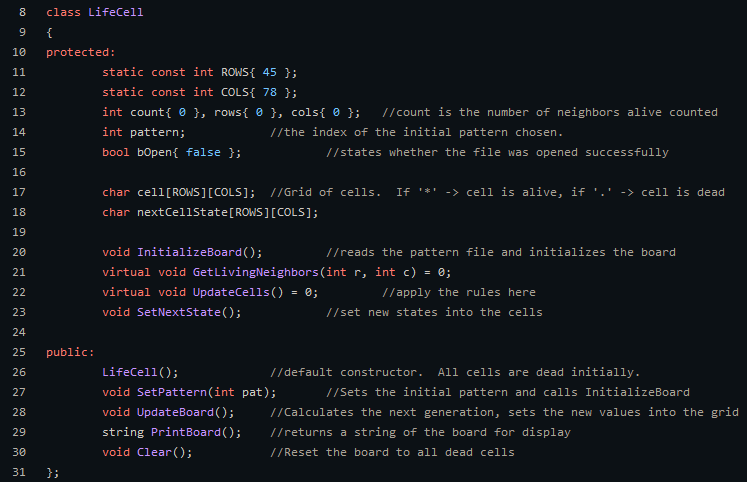 8 class LifeCell
9 {
10 protected:
11 static const int ROWS{ 45 };
12 static const int COLS{ 78 };
13 int count{ 0 }, rows{ 0 }, cols{ 0 }; //count is the number of neighbors alive counted
14 int pattern; //the index of the initial pattern chosen.
15 bool bOpen{ false }; //states whether the file was opened successfully
16
17 char cell[ROWS][COLS]; //Grid of cells. If '*' -> cell is alive, if '.' -> cell is dead
18 char nextCellState[ROWS][COLS];
19
20 void InitializeBoard(); //reads the pattern file and initializes the board
21 virtual void GetLivingNeighbors(int r, int c) = 0;
22 virtual void UpdateCells() = 0; //apply the rules here
23 void SetNextState(); //set new states into the cells
24
25 public:
26 LifeCell(); //default constructor. All cells are dead initially.
27 void SetPattern(int pat); //Sets the initial pattern and calls InitializeBoard
28 void UpdateBoard(); //Calculates the next generation, sets the new values into the grid
29 string PrintBoard(); //returns a string of the board for display
30 void Clear(); //Reset the board to all dead cells
31 };